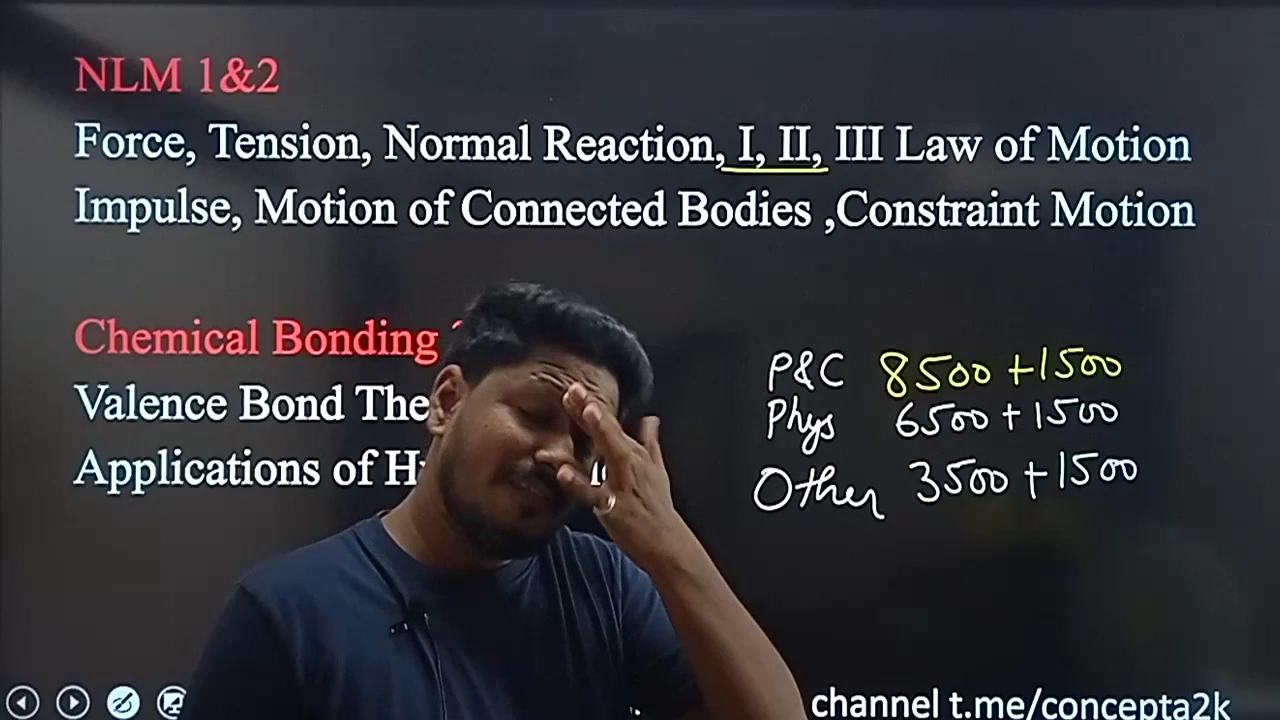 NLM 1&2
Force, Tension, Normal Reaction, I, II, III Law of Motion
Impulse, Motion of Connected Bodies ,Constraint Motion
Chemical Bonding
Valence Bond
Applications of
P&C 8500 +1500
Phys 6500 + 1500
Other 3500 + 1500
channel t.me/concepta2k